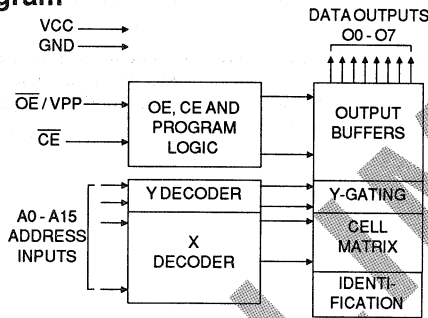 gram
VCC
GND
DATA OUTPUTS
O0 - O7
OE / VPP
CE
OE, CE AND
PROGRAM
LOGIC
OUTPUT
BUFFERS
A0 - A15
ADDRESS
INPUTS
Y DECODER
X
DECODER
Y-GATING
CELL
MATRIX
IDENTI-
FICATION